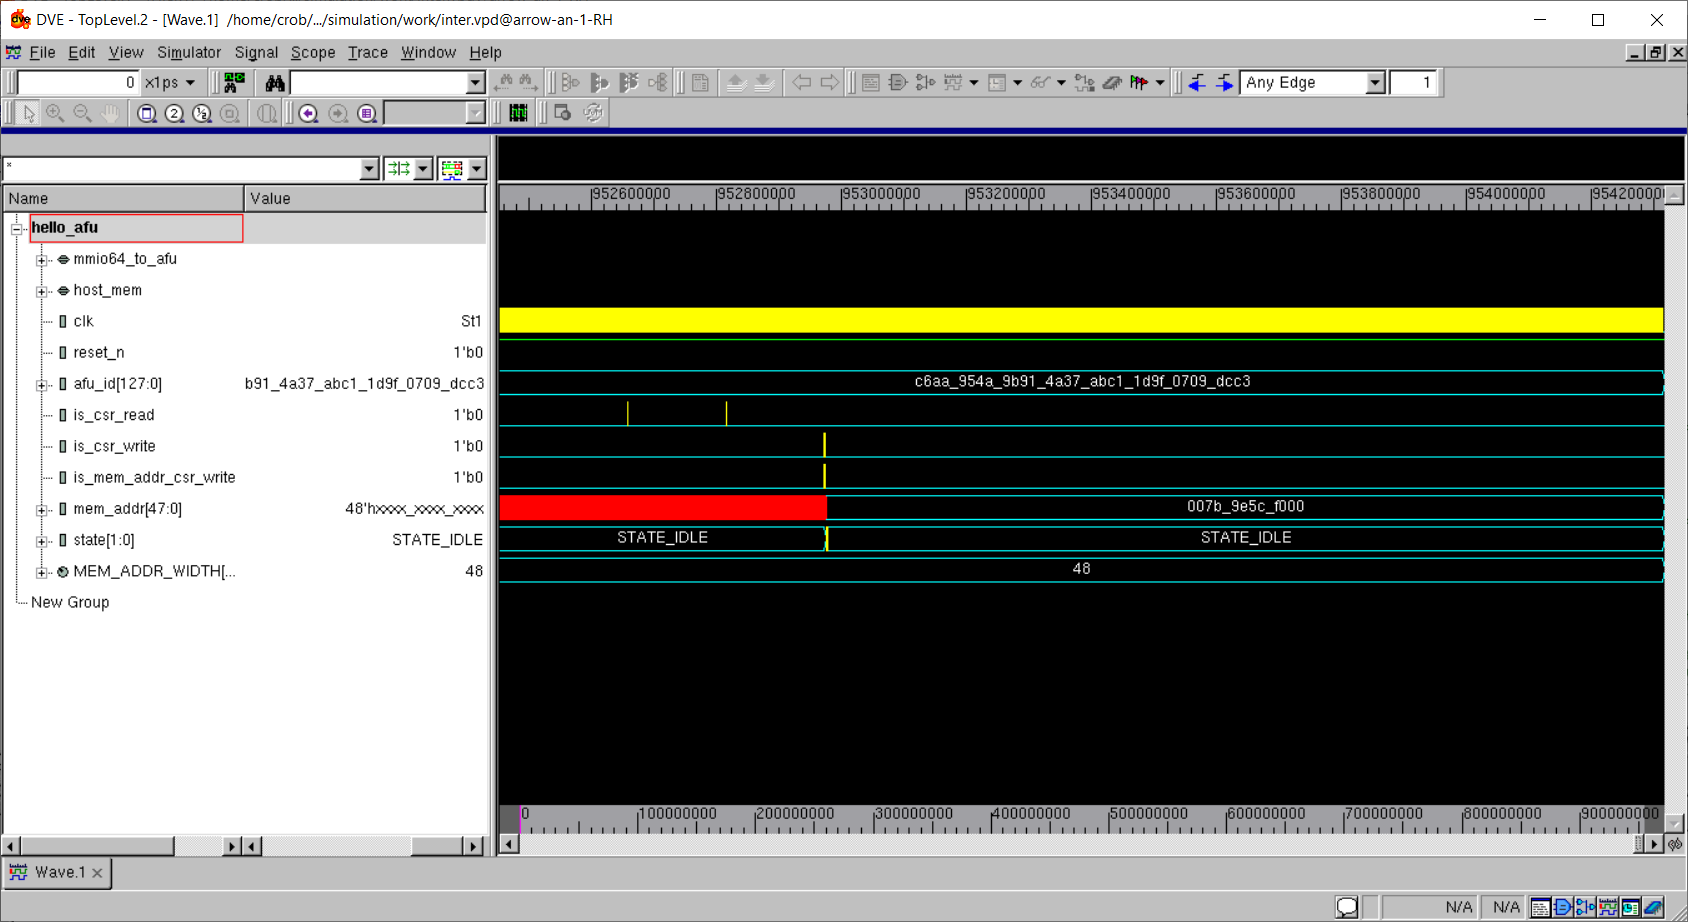 DVE - TopLevel.2 - [Wave.1]  /home/crob/.../simulation/work/inter.vpd@arrow-an-1-RH
File Edit View Simulator Signal Scope Trace Window Help
0 x1ps Any Edge 1
2 ½
*
Name Value
952600000 952800000 953000000 953200000 953400000 953600000 953800000 954000000 9542000
hello_afu
mmio64_to_afu
host_mem
clk St1
reset_n 1'b0
afu_id[127:0] b91_4a37_abc1_1d9f_0709_dcc3 c6aa_954a_9b91_4a37_abc1_1d9f_0709_dcc3
is_csr_read 1'b0
is_csr_write 1'b0
is_mem_addr_csr_write 1'b0
mem_addr[47:0] 48'hxxxx_xxxx_xxxx 007b_9e5c_f000
state[1:0] STATE_IDLE STATE_IDLE STATE_IDLE
MEM_ADDR_WIDTH[... 48 48
New Group
0 100000000 200000000 300000000 400000000 500000000 600000000 700000000 800000000 900000000
Wave.1
N/A N/A